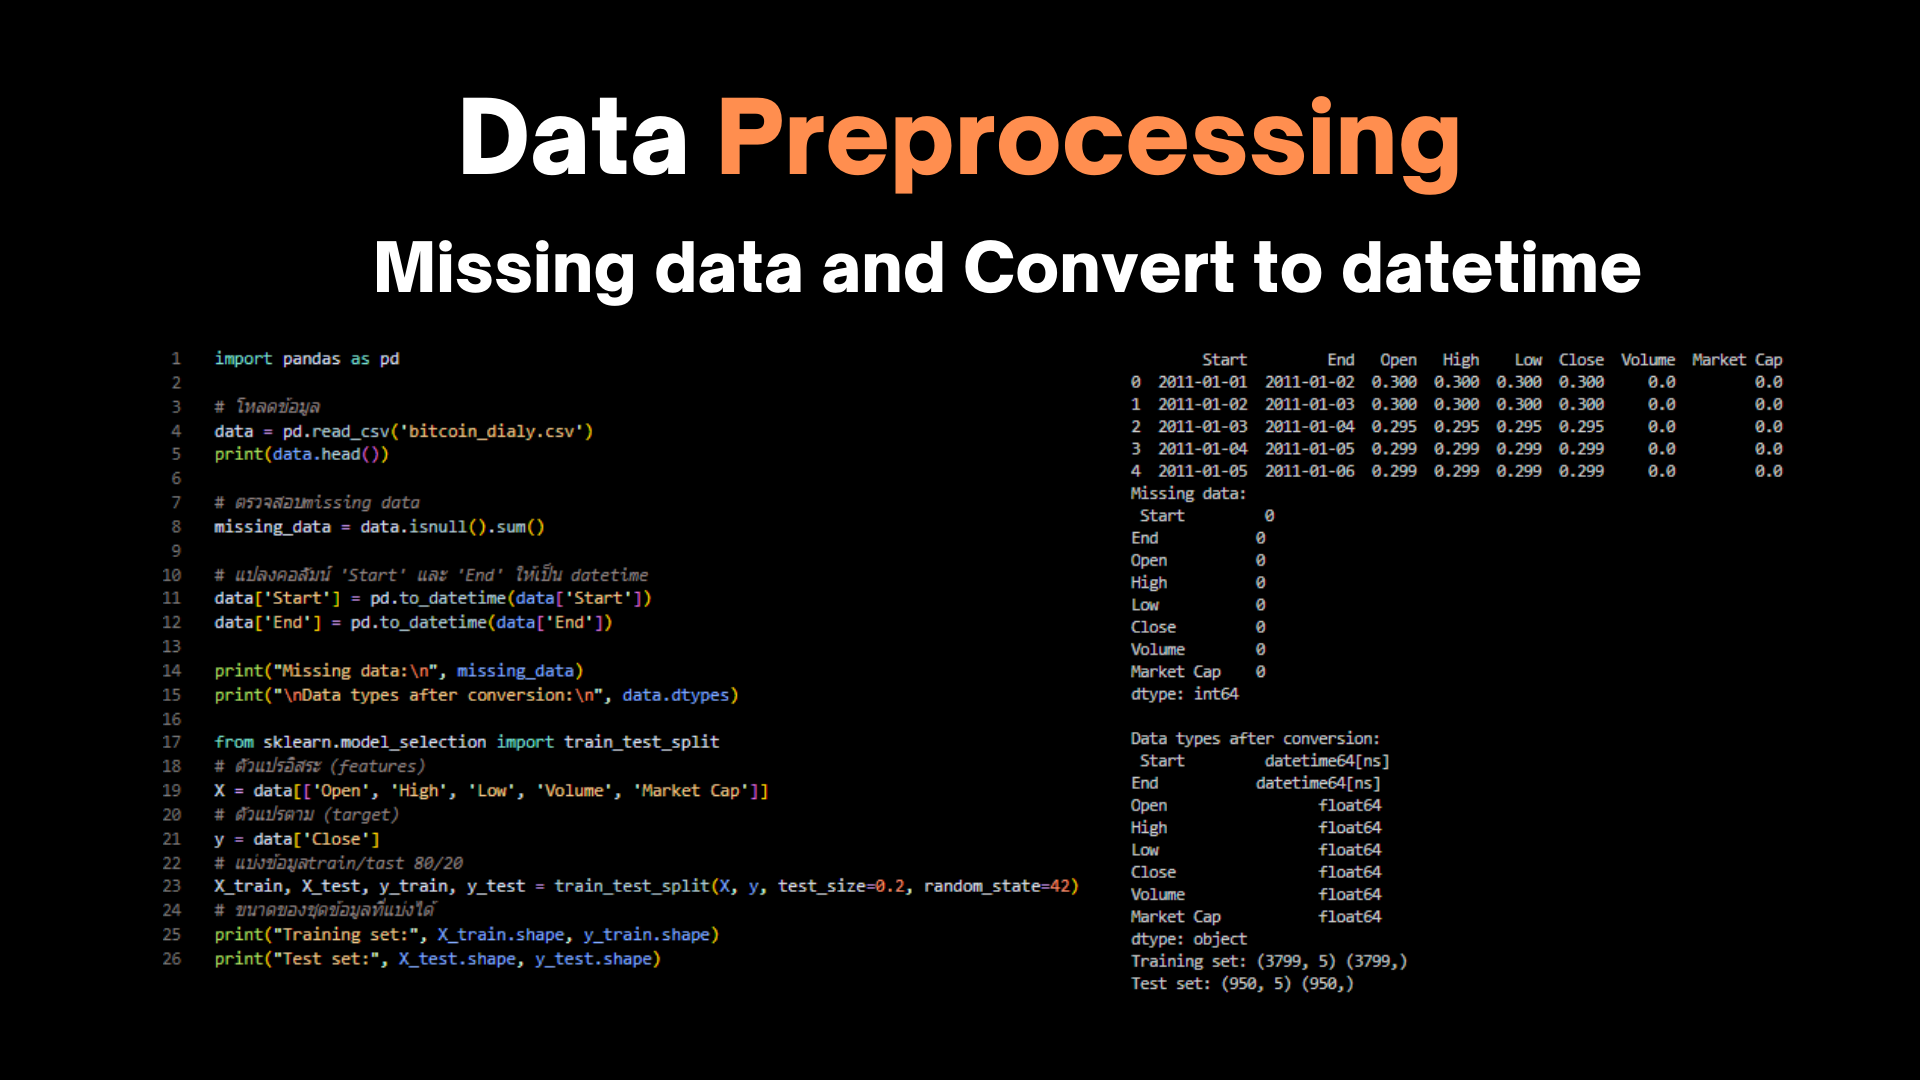 Data Preprocessing
Missing data and Convert to datetime
1 import pandas as pd
2
3 # โหลดข้อมูล
4 data = pd.read_csv('bitcoin_dialy.csv')
5 print(data.head())
6
7 # ตรวจสอบmissing data
8 missing_data = data.isnull().sum()
9
10 # แปลงคอลัมน์ 'Start' และ 'End' ให้เป็น datetime
11 data['Start'] = pd.to_datetime(data['Start'])
12 data['End'] = pd.to_datetime(data['End'])
13
14 print("Missing data:\n", missing_data)
15 print("\nData types after conversion:\n", data.dtypes)
16
17 from sklearn.model_selection import train_test_split
18 # ตัวแปรอิสระ (features)
19 X = data[['Open', 'High', 'Low', 'Volume', 'Market Cap']]
20 # ตัวแปรตาม (target)
21 y = data['Close']
22 # แบ่งข้อมูลtrain/tast 80/20
23 X_train, X_test, y_train, y_test = train_test_split(X, y, test_size=0.2, random_state=42)
24 # ขนาดของชุดข้อมูลที่แบ่งได้
25 print("Training set:", X_train.shape, y_train.shape)
26 print("Test set:", X_test.shape, y_test.shape)
Start End Open High Low Close Volume Market Cap
0 2011-01-01 2011-01-02 0.300 0.300 0.300 0.300 0.0 0.0
1 2011-01-02 2011-01-03 0.300 0.300 0.300 0.300 0.0 0.0
2 2011-01-03 2011-01-04 0.295 0.295 0.295 0.295 0.0 0.0
3 2011-01-04 2011-01-05 0.299 0.299 0.299 0.299 0.0 0.0
4 2011-01-05 2011-01-06 0.299 0.299 0.299 0.299 0.0 0.0
Missing data:
Start 0
End 0
Open 0
High 0
Low 0
Close 0
Volume 0
Market Cap 0
dtype: int64
Data types after conversion:
Start datetime64[ns]
End datetime64[ns]
Open float64
High float64
Low float64
Close float64
Volume float64
Market Cap float64
dtype: object
Training set: (3799, 5) (3799,)
Test set: (950, 5) (950,)